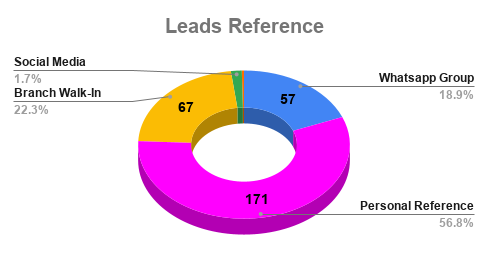 Leads Reference
Social Media
1.7%
Branch Walk-In
22.3%
67
57
Whatsapp Group
18.9%
171
Personal Reference
56.8%